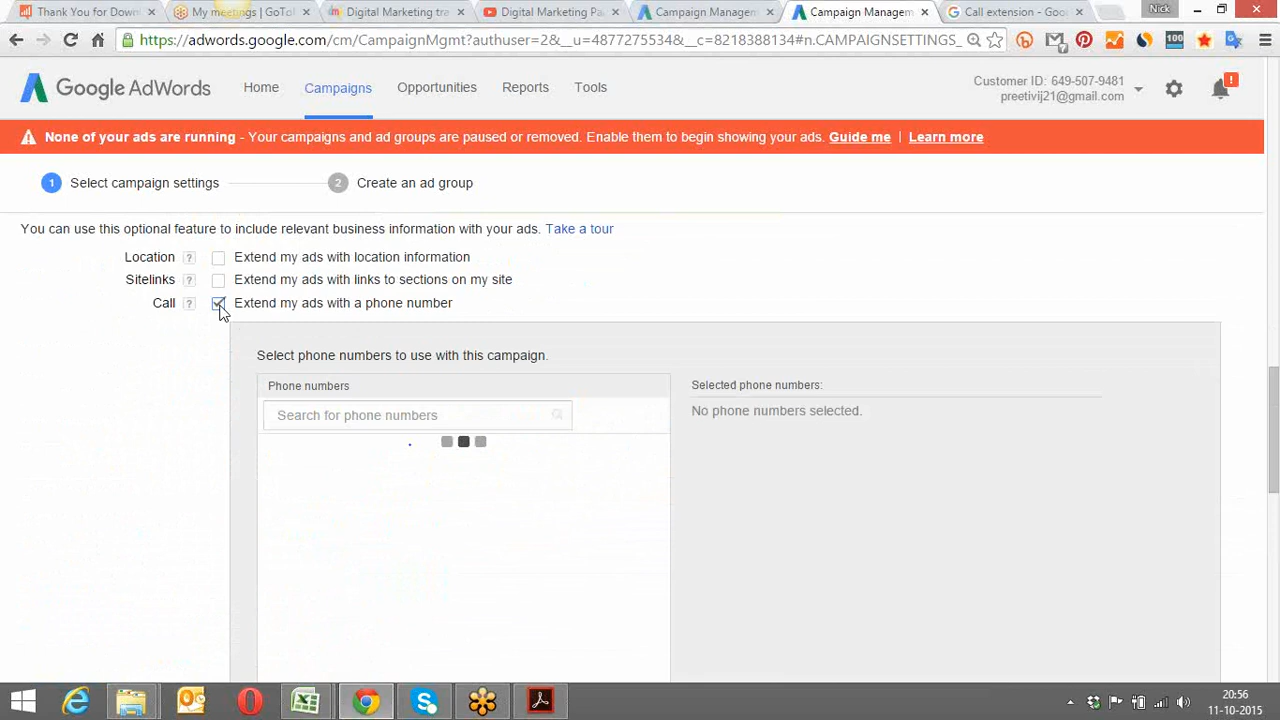 Thank You for Down
My meetings | GoTo
Digital Marketing tra
Digital Marketing Pa
Campaign Managem
Campaign Managem
Call extension - Goo
Nick
https://adwords.google.com/cm/CampaignMgmt?authuser=2&__u=4877275534&__c=8218388134#n.CAMPAIGNSETTINGS_
100
Google AdWords
Home
Campaigns
Opportunities
Reports
Tools
Customer ID: 649-507-9481
preetivij21@gmail.com
!
None of your ads are running - Your campaigns and ad groups are paused or removed. Enable them to begin showing your ads. Guide me | Learn more
1 Select campaign settings
2 Create an ad group
You can use this optional feature to include relevant business information with your ads. Take a tour
Location ? Extend my ads with location information
Sitelinks ? Extend my ads with links to sections on my site
Call ? Extend my ads with a phone number
Select phone numbers to use with this campaign.
Phone numbers
Search for phone numbers
Selected phone numbers:
No phone numbers selected.
20:56
11-10-2015